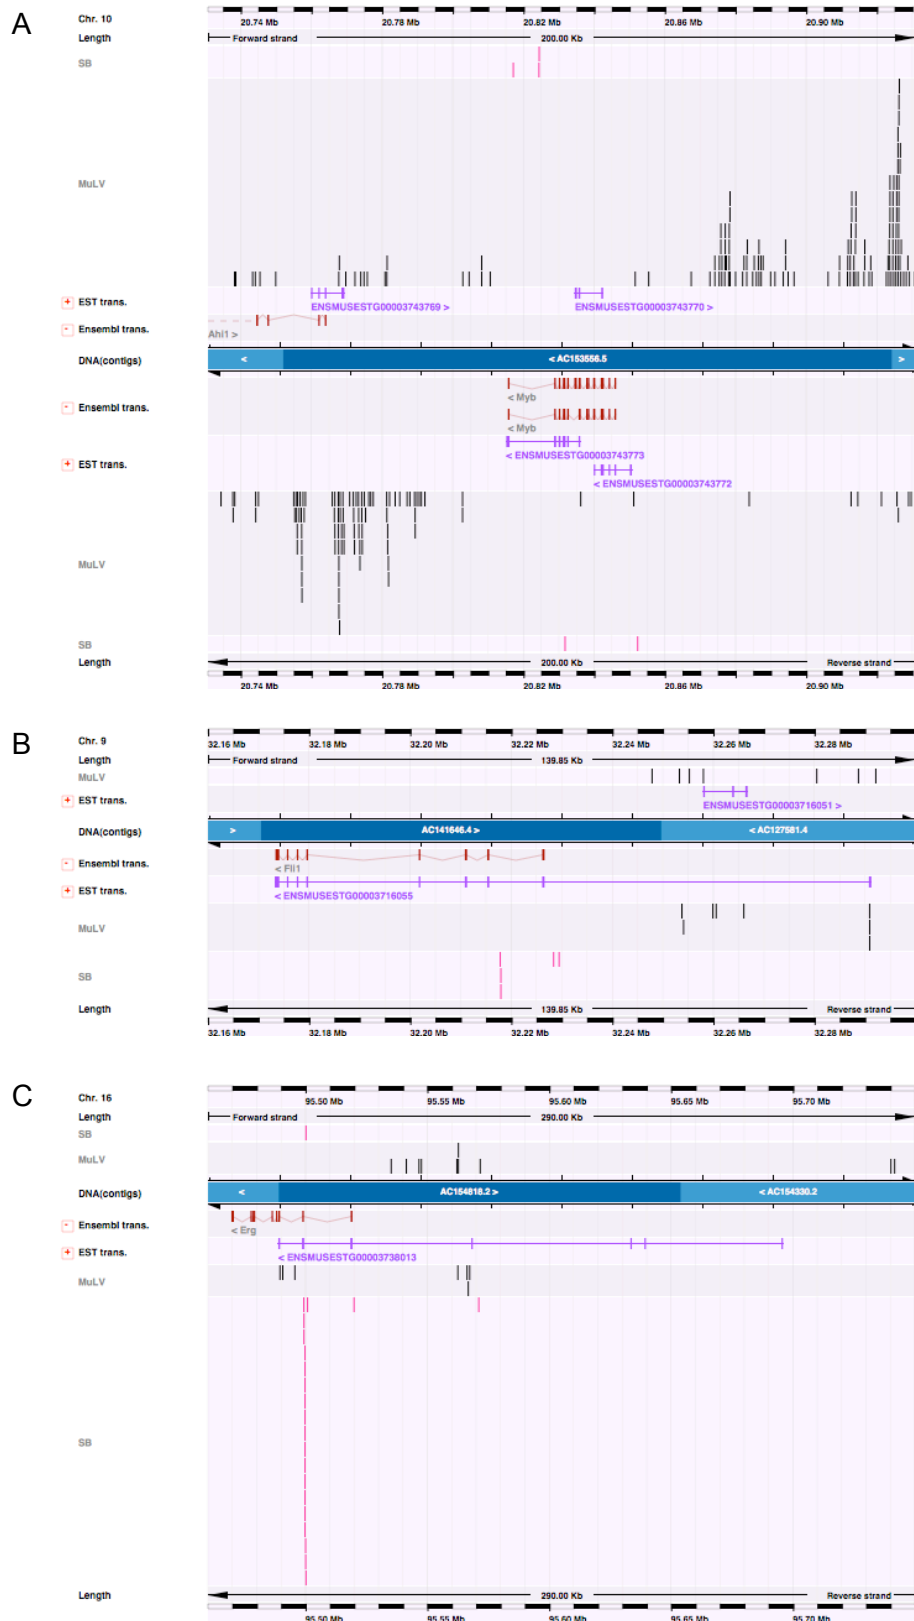 A
Chr. 10
20.74 Mb 20.78 Mb 20.82 Mb 20.86 Mb 20.90 Mb
Length Forward strand 200.00 Kb
SB
MuLV
+ EST trans.
ENSMUSESTG00003743769 > ENSMUSESTG00003743770 >
- Ensembl trans.
Ahi1 >
DNA(contigs) < < AC153556.5 >
- Ensembl trans.
< Myb
< Myb
+ EST trans.
< ENSMUSESTG00003743773
< ENSMUSESTG00003743772
MuLV
SB
Length 200.00 Kb Reverse strand
20.74 Mb 20.78 Mb 20.82 Mb 20.86 Mb 20.90 Mb
B
Chr. 9
32.16 Mb 32.18 Mb 32.20 Mb 32.22 Mb 32.24 Mb 32.26 Mb 32.28 Mb
Length Forward strand 139.85 Kb
MuLV
+ EST trans.
ENSMUSESTG00003716051 >
DNA(contigs) > AC141646.4 > < AC127581.4
- Ensembl trans.
< Fli1
+ EST trans.
< ENSMUSESTG00003716055
MuLV
SB
Length 139.85 Kb Reverse strand
32.16 Mb 32.18 Mb 32.20 Mb 32.22 Mb 32.24 Mb 32.26 Mb 32.28 Mb
C
Chr. 16
95.50 Mb 95.55 Mb 95.60 Mb 95.65 Mb 95.70 Mb
Length Forward strand 290.00 Kb
SB
MuLV
DNA(contigs) < AC154818.2 > < AC154330.2
- Ensembl trans.
< Erg
+ EST trans.
< ENSMUSESTG00003738013
MuLV
SB
Length 290.00 Kb Reverse strand
95.50 Mb 95.55 Mb 95.60 Mb 95.65 Mb 95.70 Mb